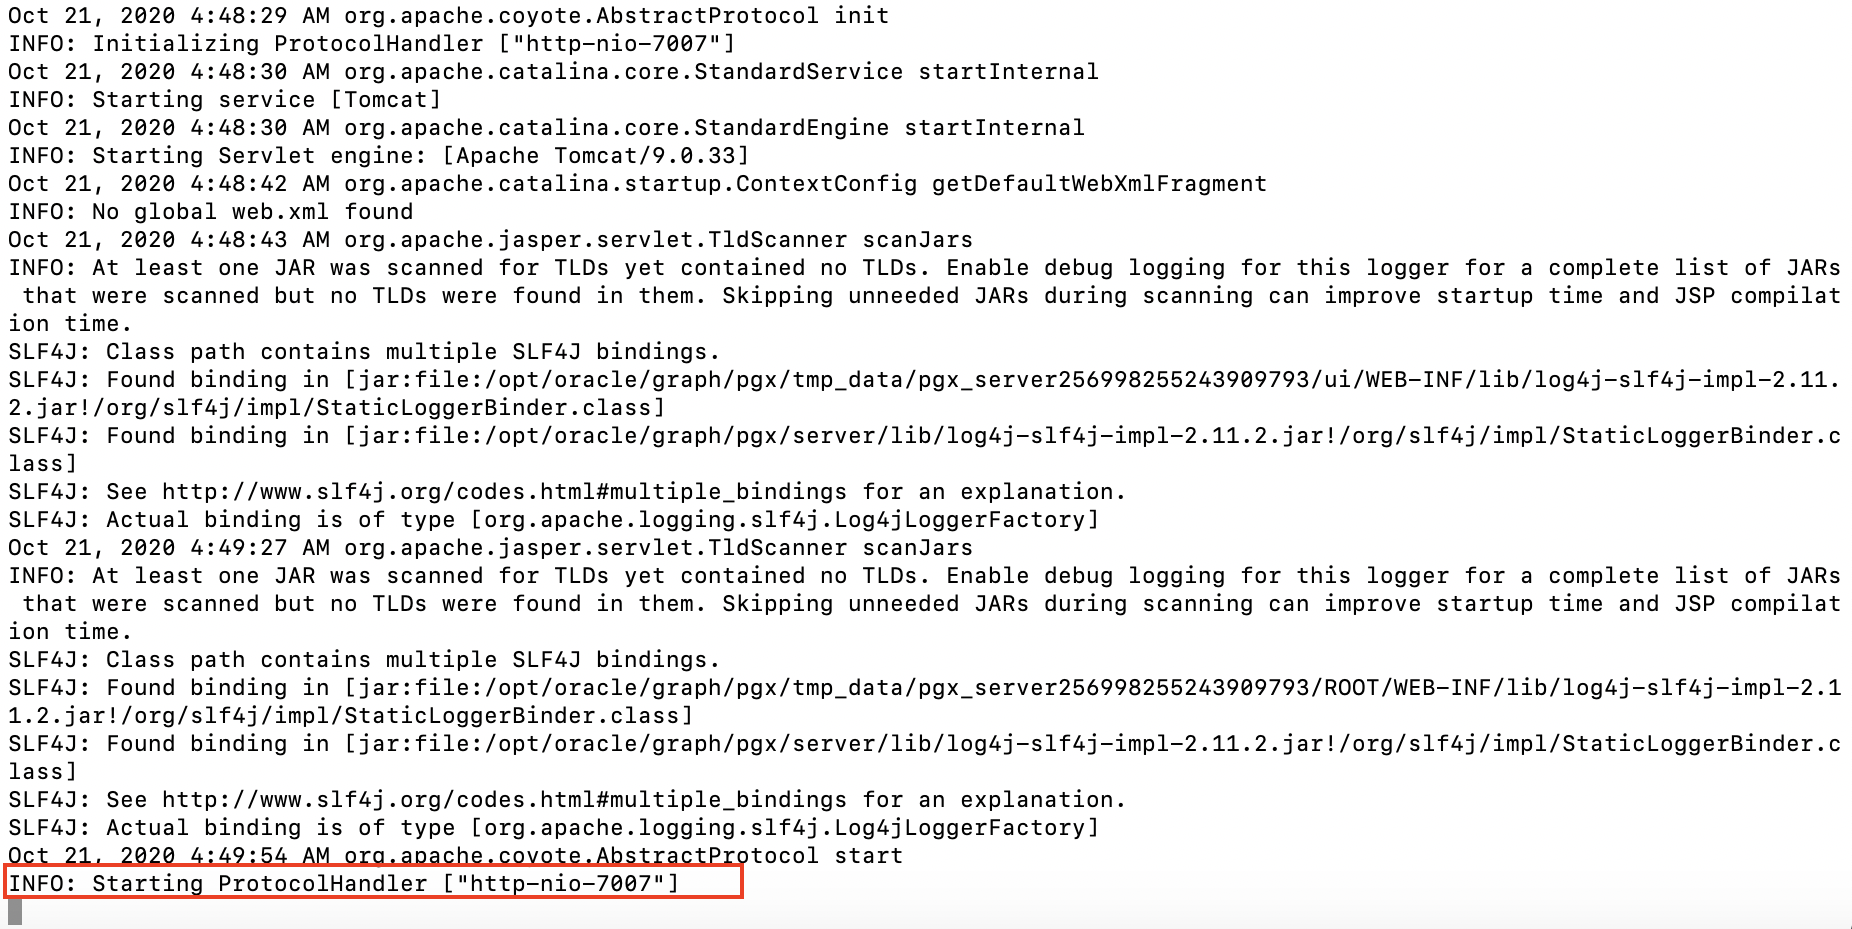 Oct 21, 2020 4:48:29 AM org.apache.coyote.AbstractProtocol init
INFO: Initializing ProtocolHandler ["http-nio-7007"]
Oct 21, 2020 4:48:30 AM org.apache.catalina.core.StandardService startInternal
INFO: Starting service [Tomcat]
Oct 21, 2020 4:48:30 AM org.apache.catalina.core.StandardEngine startInternal
INFO: Starting Servlet engine: [Apache Tomcat/9.0.33]
Oct 21, 2020 4:48:42 AM org.apache.catalina.startup.ContextConfig getDefaultWebXmlFragment
INFO: No global web.xml found
Oct 21, 2020 4:48:43 AM org.apache.jasper.servlet.TldScanner scanJars
INFO: At least one JAR was scanned for TLDs yet contained no TLDs. Enable debug logging for this logger for a complete list of JARs
 that were scanned but no TLDs were found in them. Skipping unneeded JARs during scanning can improve startup time and JSP compilat
ion time.
SLF4J: Class path contains multiple SLF4J bindings.
SLF4J: Found binding in [jar:file:/opt/oracle/graph/pgx/tmp_data/pgx_server256998255243909793/ui/WEB-INF/lib/log4j-slf4j-impl-2.11.
2.jar!/org/slf4j/impl/StaticLoggerBinder.class]
SLF4J: Found binding in [jar:file:/opt/oracle/graph/pgx/server/lib/log4j-slf4j-impl-2.11.2.jar!/org/slf4j/impl/StaticLoggerBinder.c
lass]
SLF4J: See http://www.slf4j.org/codes.html#multiple_bindings for an explanation.
SLF4J: Actual binding is of type [org.apache.logging.slf4j.Log4jLoggerFactory]
Oct 21, 2020 4:49:27 AM org.apache.jasper.servlet.TldScanner scanJars
INFO: At least one JAR was scanned for TLDs yet contained no TLDs. Enable debug logging for this logger for a complete list of JARs
 that were scanned but no TLDs were found in them. Skipping unneeded JARs during scanning can improve startup time and JSP compilat
ion time.
SLF4J: Class path contains multiple SLF4J bindings.
SLF4J: Found binding in [jar:file:/opt/oracle/graph/pgx/tmp_data/pgx_server256998255243909793/ROOT/WEB-INF/lib/log4j-slf4j-impl-2.1
1.2.jar!/org/slf4j/impl/StaticLoggerBinder.class]
SLF4J: Found binding in [jar:file:/opt/oracle/graph/pgx/server/lib/log4j-slf4j-impl-2.11.2.jar!/org/slf4j/impl/StaticLoggerBinder.c
lass]
SLF4J: See http://www.slf4j.org/codes.html#multiple_bindings for an explanation.
SLF4J: Actual binding is of type [org.apache.logging.slf4j.Log4jLoggerFactory]
Oct 21, 2020 4:49:54 AM org.apache.coyote.AbstractProtocol start
INFO: Starting ProtocolHandler ["http-nio-7007"]